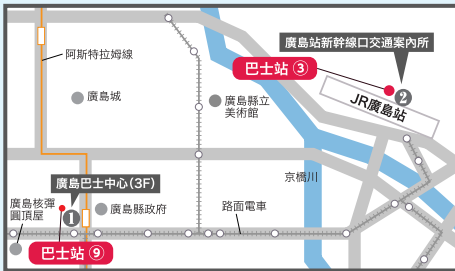 廣島站新幹線口交通案內所
阿斯特拉姆線
巴士站 ③
廣島城
廣島縣立
美術館
❷
JR廣島站
京橋川
廣島巴士中心(3F)
廣島核彈
圓頂屋
❶
廣島縣政府
路面電車
巴士站 ⑨